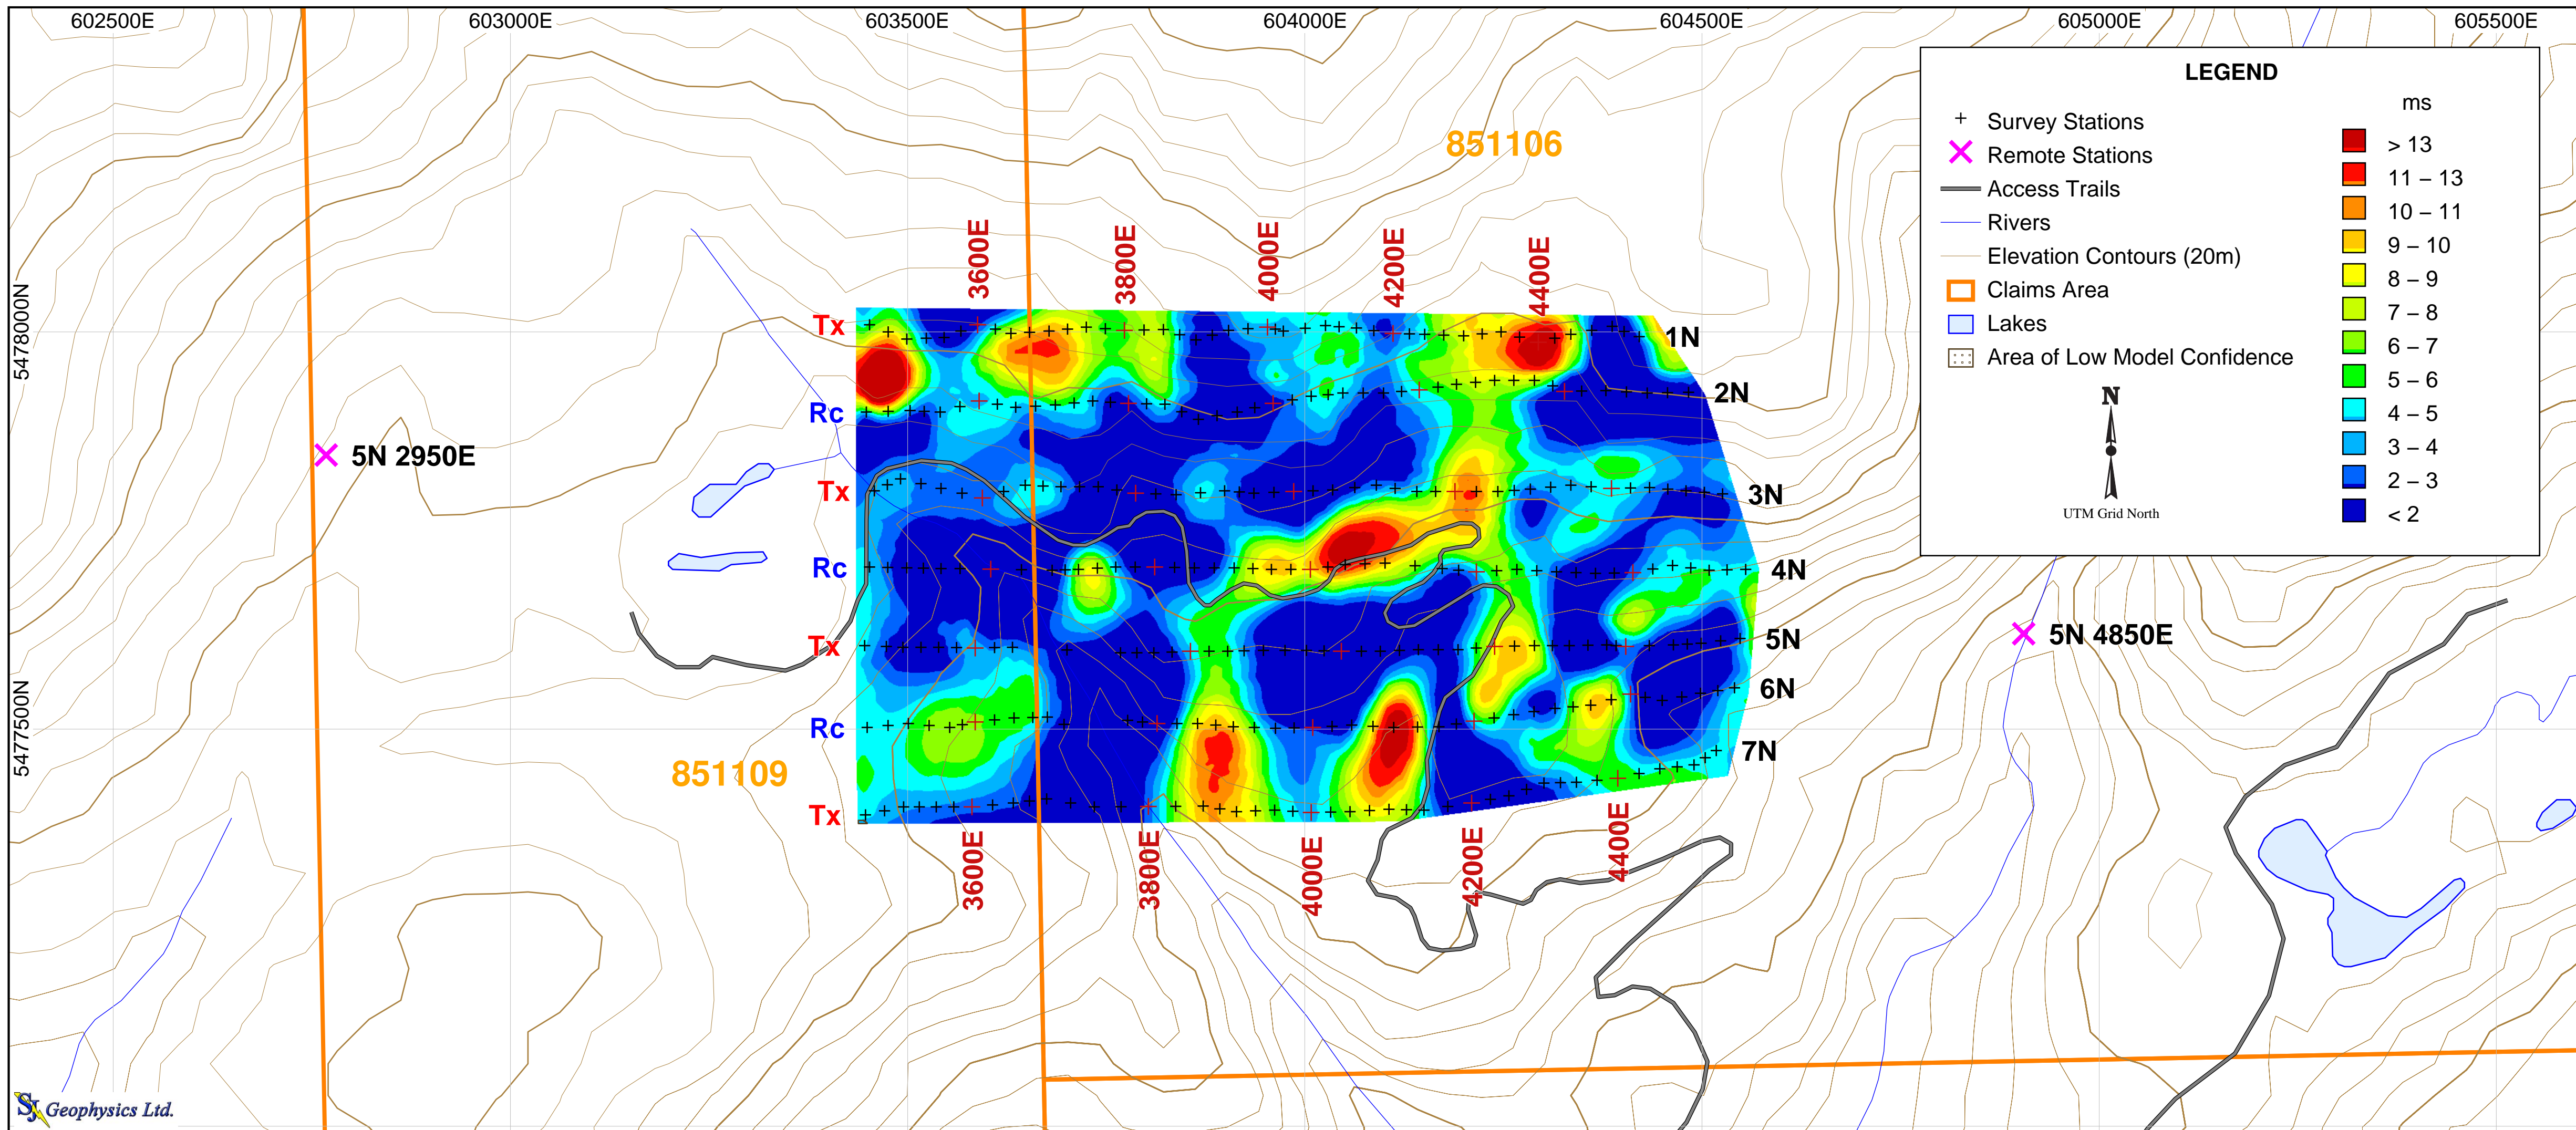 602500E 603000E 603500E 604000E 604500E 605000E 605500E
LEGEND
ms
Survey Stations
Remote Stations
Access Trails
Rivers
Elevation Contours (20m)
Claims Area
Lakes
Area of Low Model Confidence
> 13
11 – 13
10 – 11
9 – 10
8 – 9
7 – 8
6 – 7
5 – 6
4 – 5
3 – 4
2 – 3
< 2
N
UTM Grid North
851106
3600E 3800E 4000E 4200E 4400E
5478000N
Tx 1N
Rc 2N
5N 2950E
Tx 3N
Rc 4N
5N 4850E
Tx 5N
6N
Rc
5477500N
7N
851109
Tx
3600E 3800E 4000E 4200E 4400E
SJ Geophysics Ltd.